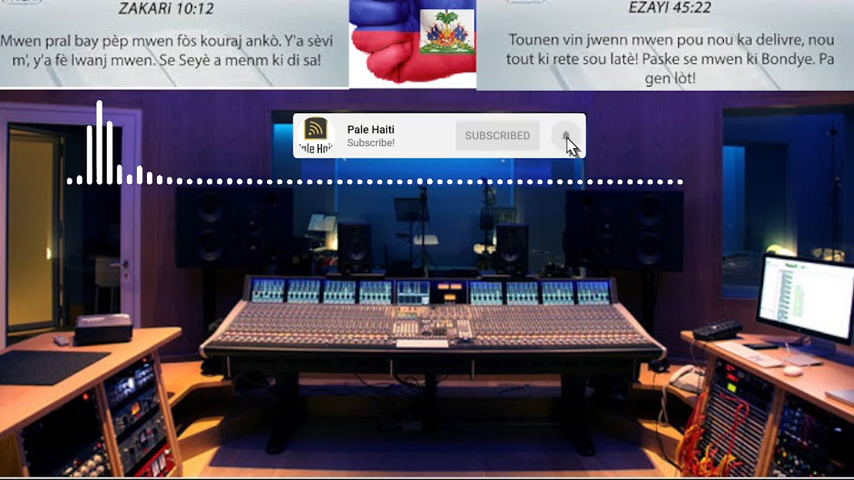 ZAKARi 10:12
Mwen pral bay pèp mwen fòs kouraj ankò. Y'a sèvi
m', y'a fè lwanj mwen. Se Seyè a menm ki di sa!
EZAYI 45:22
Tounen vin jwenn mwen pou nou ka delivre, nou
tout ki rete sou latè! Paske se mwen ki Bondye. Pa
gen lòt!
Pale Haiti
Subscribe!
SUBSCRIBED